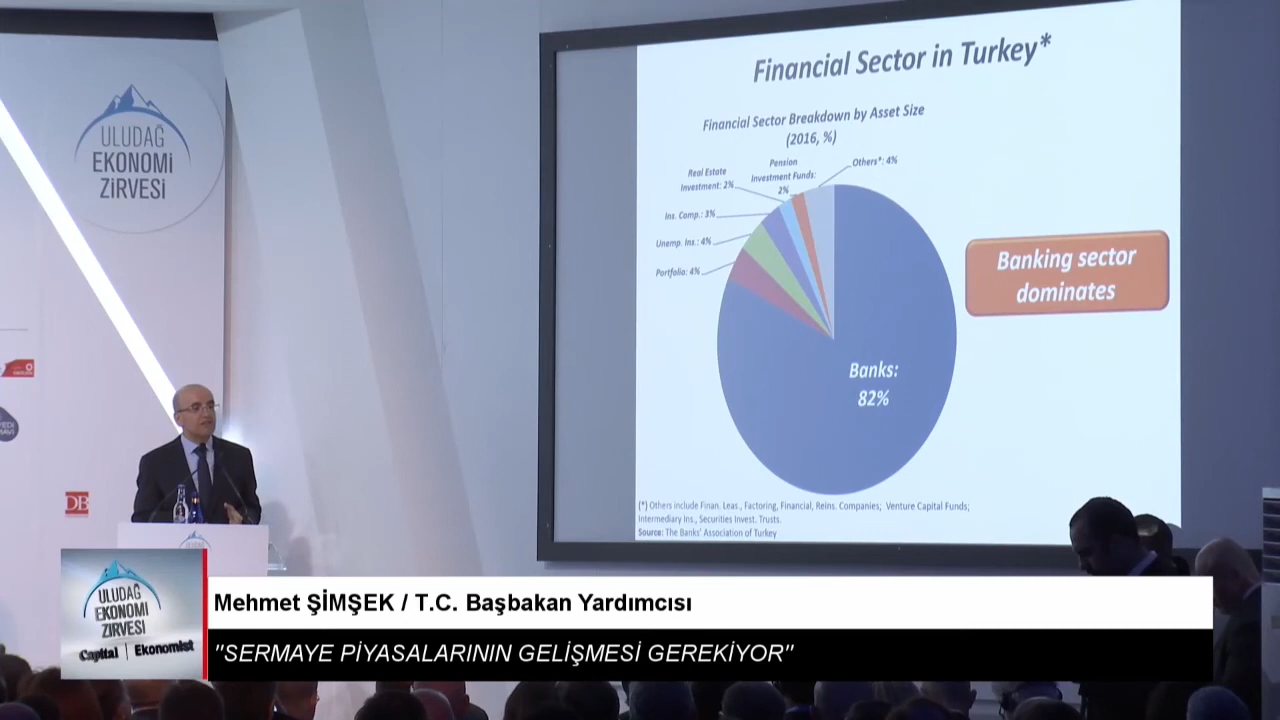 ULUDAĞ
EKONOMİ
ZİRVESİ
DB
Financial Sector in Turkey*
Financial Sector Breakdown by Asset Size
(2016, %)
Real Estate
Investment: 2%
Pension
Investment Funds:
2%
Others*: 4%
Ins. Comp.: 3%
Unemp. Ins.: 4%
Portfolio: 4%
Banks:
82%
Banking sector
dominates
(*) Others include Finan. Leas., Factoring, Financial, Reins. Companies; Venture Capital Funds;
Intermediary Ins., Securities Invest. Trusts.
Source: The Banks' Association of Turkey
ULUDAĞ
ULUDAĞ
EKONOMİ
ZİRVESİ
Capital | Ekonomist
Mehmet ŞİMŞEK / T.C. Başbakan Yardımcısı
"SERMAYE PİYASALARININ GELİŞMESİ GEREKİYOR"